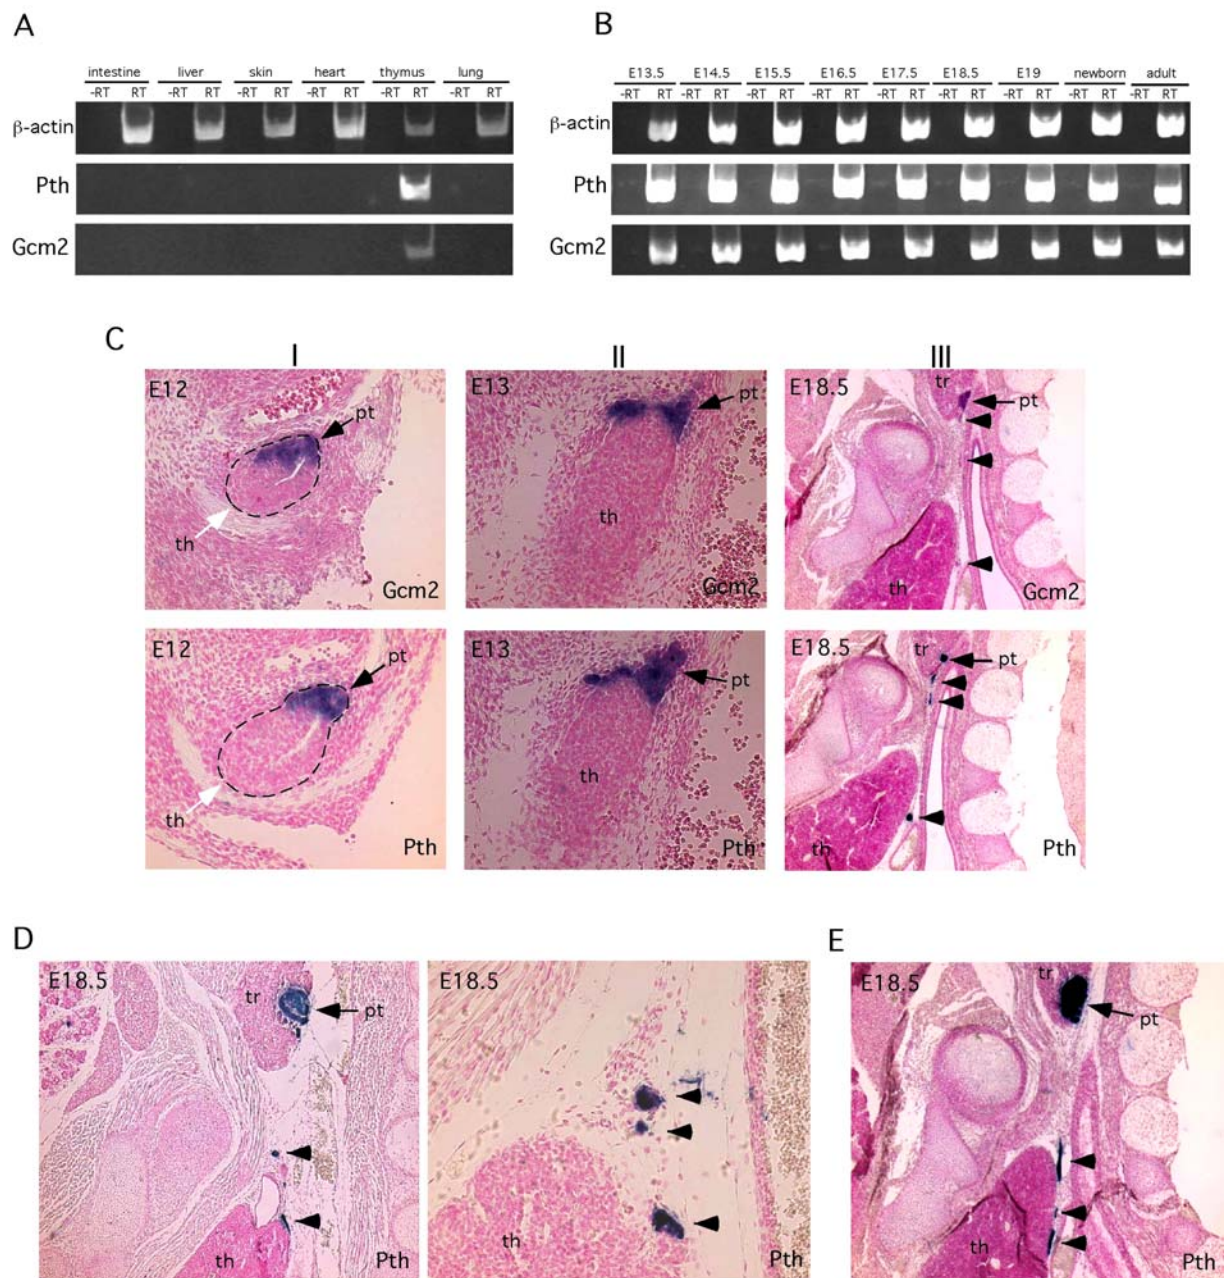 A
intestine liver skin heart thymus lung
-RT RT -RT RT -RT RT -RT RT -RT RT -RT RT
β-actin
Pth
Gcm2
B
E13.5 E14.5 E15.5 E16.5 E17.5 E18.5 E19 newborn adult
-RT RT -RT RT -RT RT -RT RT -RT RT -RT RT -RT RT -RT RT -RT RT
β-actin
Pth
Gcm2
C
I II III
E12
pt
th
Gcm2
E13
pt
th
Gcm2
E18.5
tr
pt
th
Gcm2
E12
pt
th
Pth
E13
pt
th
Pth
E18.5
tr
pt
th
Pth
D
E18.5
tr
pt
th
Pth
E18.5
th
Pth
E
E18.5
tr
pt
th
Pth